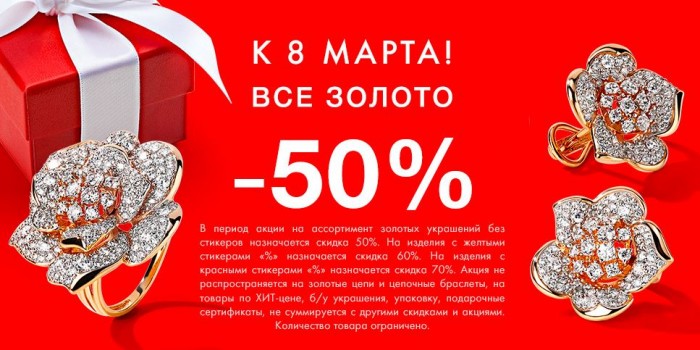 К 8 МАРТА!
ВСЕ ЗОЛОТО
-50%
В период акции на ассортимент золотых украшений без
стикеров назначается скидка 50%. На изделия с желтыми
стикерами «%» назначается скидка 60%. На изделия с
красными стикерами «%» назначается скидка 70%. Акция не
распространяется на золотые цепи и цепочные браслеты, на
товары по ХИТ-цене, б/у украшения, упаковку, подарочные
сертификаты, не суммируется с другими скидками и акциями.
Количество товара ограничено.